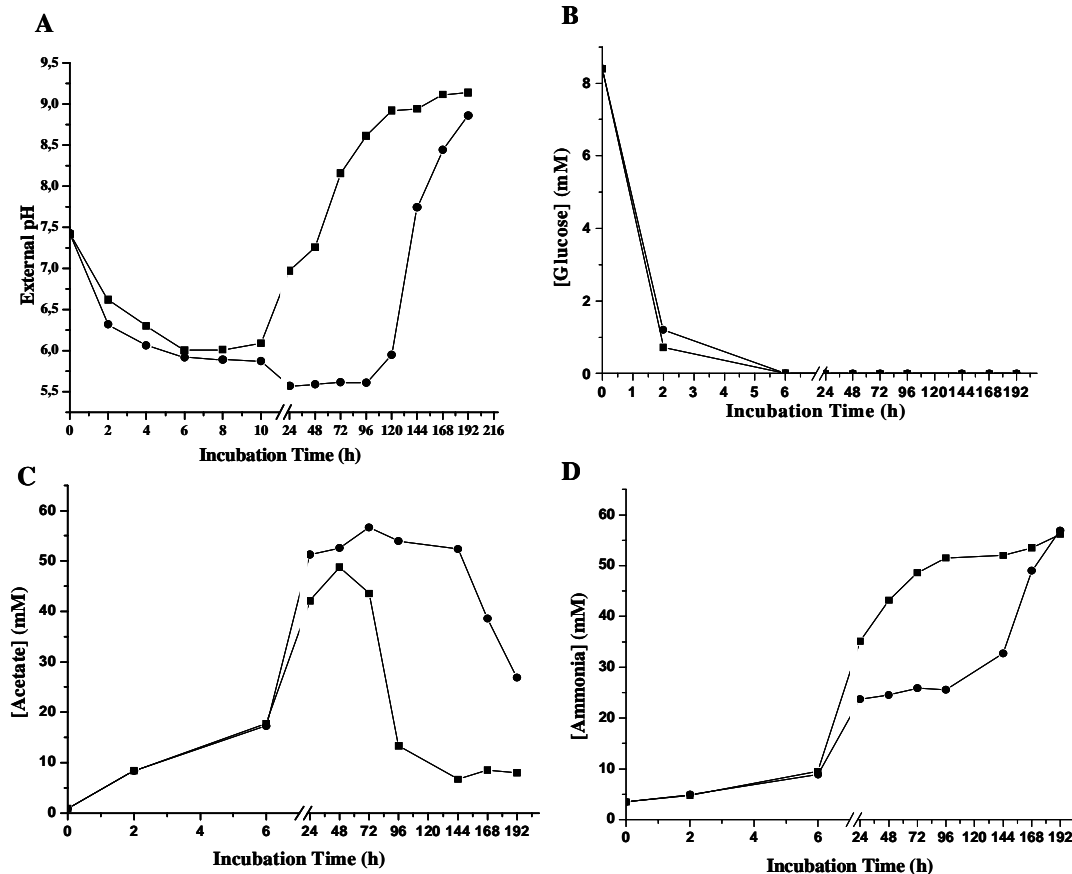 A
9,5
9,0
8,5
8,0
7,5
7,0
6,5
6,0
5,5
External pH
0 2 4 6 8 10 24 48 72 96 120 144 168 192 216
Incubation Time (h)
B
8
6
4
2
0
[Glucose] (mM)
0 1 2 3 4 5 6 7 24 48 72 96 120 144 168 192
Incubation Time (h)
C
60
50
40
30
20
10
0
[Acetate] (mM)
0 2 4 6 24 48 72 96 120 144 168 192
Incubation Time (h)
D
60
50
40
30
20
10
0
[Ammonia] (mM)
0 2 4 6 24 48 72 96 120 144 168 192
Incubation Time (h)